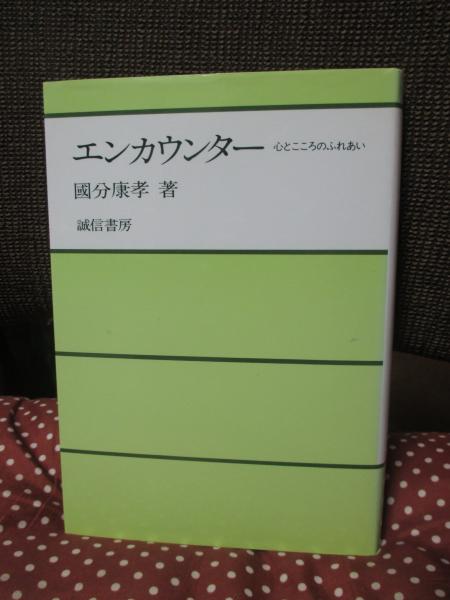 エンカウンター 心とこころのふれあい
國分康孝 著
誠信書房